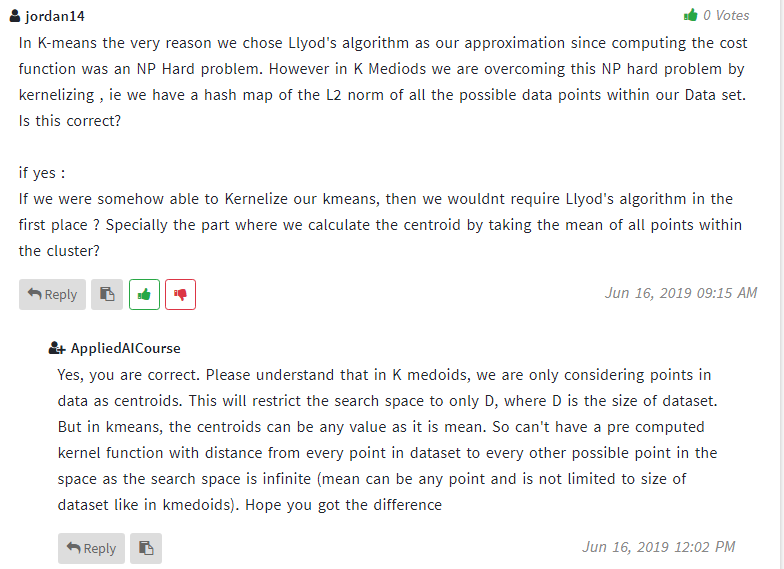 jordan14
0 Votes
In K-means the very reason we chose Llyod's algorithm as our approximation since computing the cost
function was an NP Hard problem. However in K Mediods we are overcoming this NP hard problem by
kernelizing , ie we have a hash map of the L2 norm of all the possible data points within our Data set.
Is this correct?
if yes :
If we were somehow able to Kernelize our kmeans, then we wouldnt require Llyod's algorithm in the
first place ? Specially the part where we calculate the centroid by taking the mean of all points within
the cluster?
Reply
Jun 16, 2019 09:15 AM
AppliedAICourse
Yes, you are correct. Please understand that in K medoids, we are only considering points in
data as centroids. This will restrict the search space to only D, where D is the size of dataset.
But in kmeans, the centroids can be any value as it is mean. So can't have a pre computed
kernel function with distance from every point in dataset to every other possible point in the
space as the search space is infinite (mean can be any point and is not limited to size of
dataset like in kmedoids). Hope you got the difference
Reply
Jun 16, 2019 12:02 PM